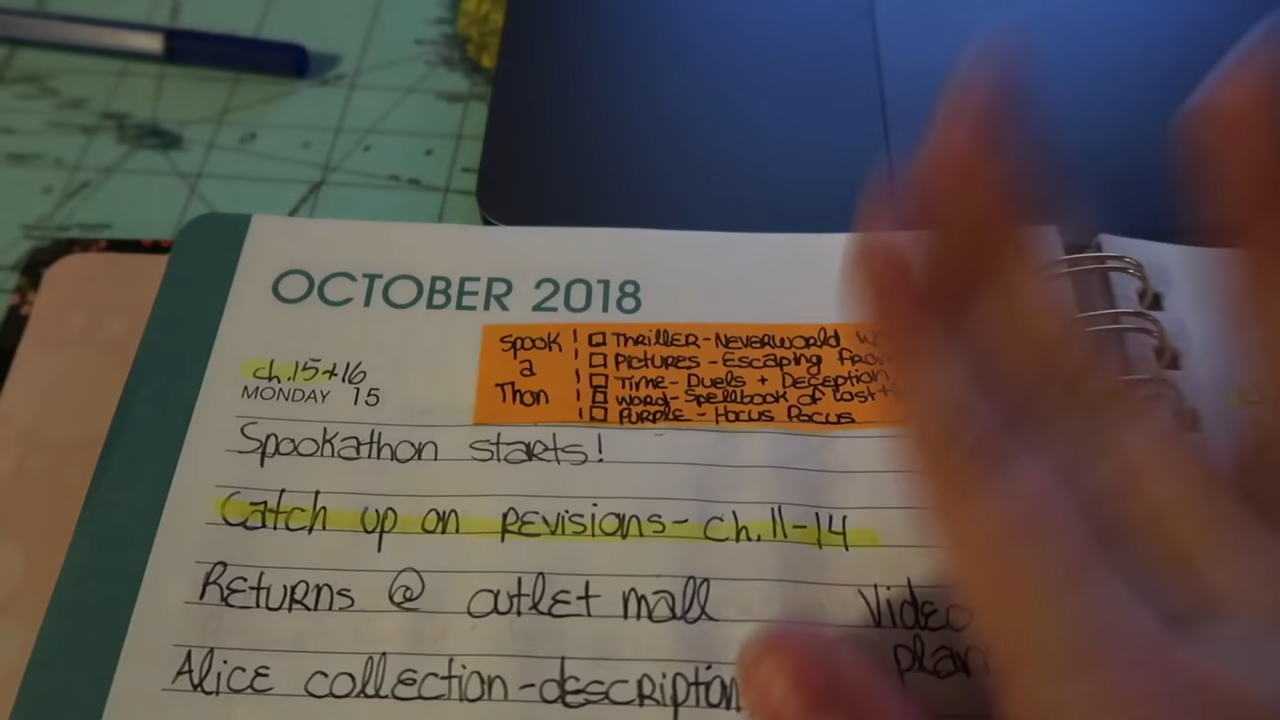 OCTOBER 2018
Spook
a
Thon
THRILLER - NEVERWORLD
PICTURES - Escaping From
TIME - Duels + DECEPTION
WORD - Spellbook of Lost +
PURPLE - Hocus Pocus
ch. 15 + 16
MONDAY 15
Spookathon starts!
Catch up on REVISIONS - Ch. 11-14
RETURNS @ outlet mall
Video
plan
Alice collection - description